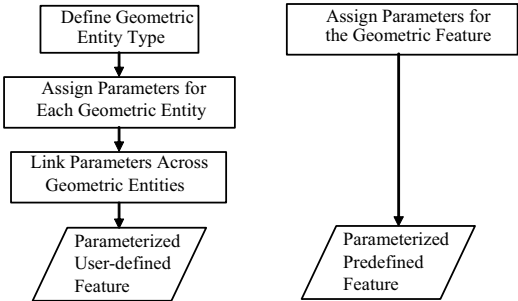 Define Geometric
Entity Type
Assign Parameters for
Each Geometric Entity
Link Parameters Across
Geometric Entities
Parameterized
User-defined
Feature
Assign Parameters for
the Geometric Feature
Parameterized
Predefined
Feature